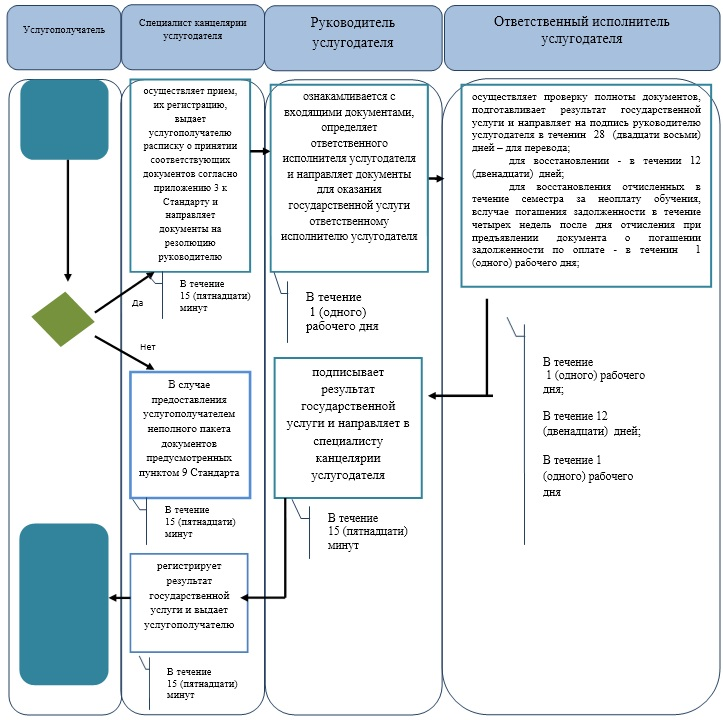 Услугополучатель
Специалист канцелярии
услугодателя
Руководитель
услугодателя
Ответственный исполнитель
услугодателя
осуществляет прием,
их регистрацию,
выдает
услугополучателю
расписку о принятии
соответствующих
документов согласно
приложению 3 к
Стандарту и
направляет
документы на
резолюцию
руководителю
ознакамливается с
входящими документами,
определяет
ответственного
исполнителя услугодателя
и направляет документы
для оказания
государственной услуги
ответственному
исполнителю услугодателя
осуществляет проверку полноты документов,
подготавливает результат государственной
услуги и направляет на подпись руководителю
услугодателя в течении 28 (двадцати восьми)
дней – для перевода;
для восстановлении - в течении 12
(двенадцати) дней;
для восстановления отчисленных в
течение семестра за неоплату обучения,
вслучае погашения задолженности в течение
четырех недель после дня отчисления при
предъявлении документа о погашении
задолженности по оплате - в течении 1
(одного) рабочего дня;
Да
В течение
15 (пятнадцати)
минут
В течение
1 (одного)
рабочего дня
Нет
В случае
предоставления
услугополучателем
неполного пакета
документов
предусмотренных
пунктом 9 Стандарта
подписывает
результат
государственной
услуги и направляет в
специалисту
канцелярии
услугодателя
В течение
1 (одного) рабочего
дня;
В течение 12
(двенадцати) дней;
В течение 1
(одного) рабочего
дня
В течение
15 (пятнадцати)
минут
В течение
15 (пятнадцати)
минут
регистрирует
результат
государственной
услуги и выдает
услугополучателю
В течение
15 (пятнадцати)
минут